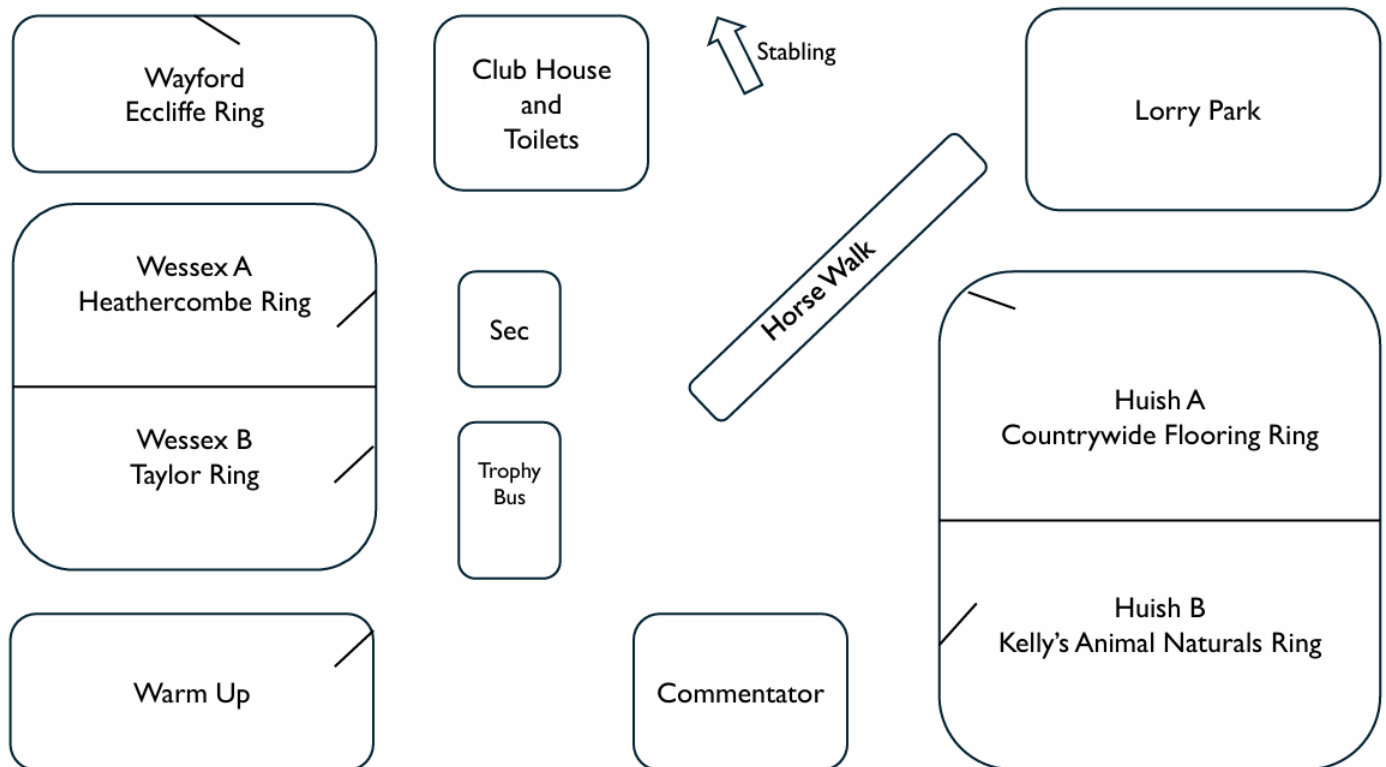 Wayford
Eccliffe Ring
Club House
and
Toilets
Stabling
Lorry Park
Wessex A
Heathercombe Ring
Sec
Horse Walk
Huish A
Countrywide Flooring Ring
Wessex B
Taylor Ring
Trophy
Bus
Huish B
Kelly’s Animal Naturals Ring
Warm Up
Commentator